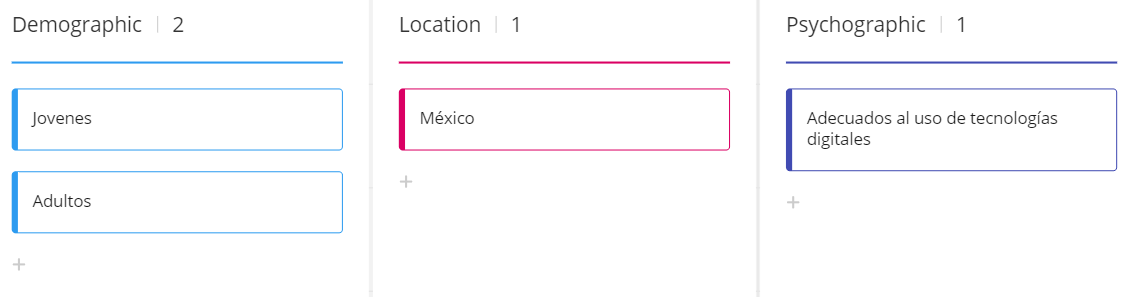 Demographic | 2
Jovenes
Adultos
+
Location | 1
México
+
Psychographic | 1
Adecuados al uso de tecnologías
digitales
+